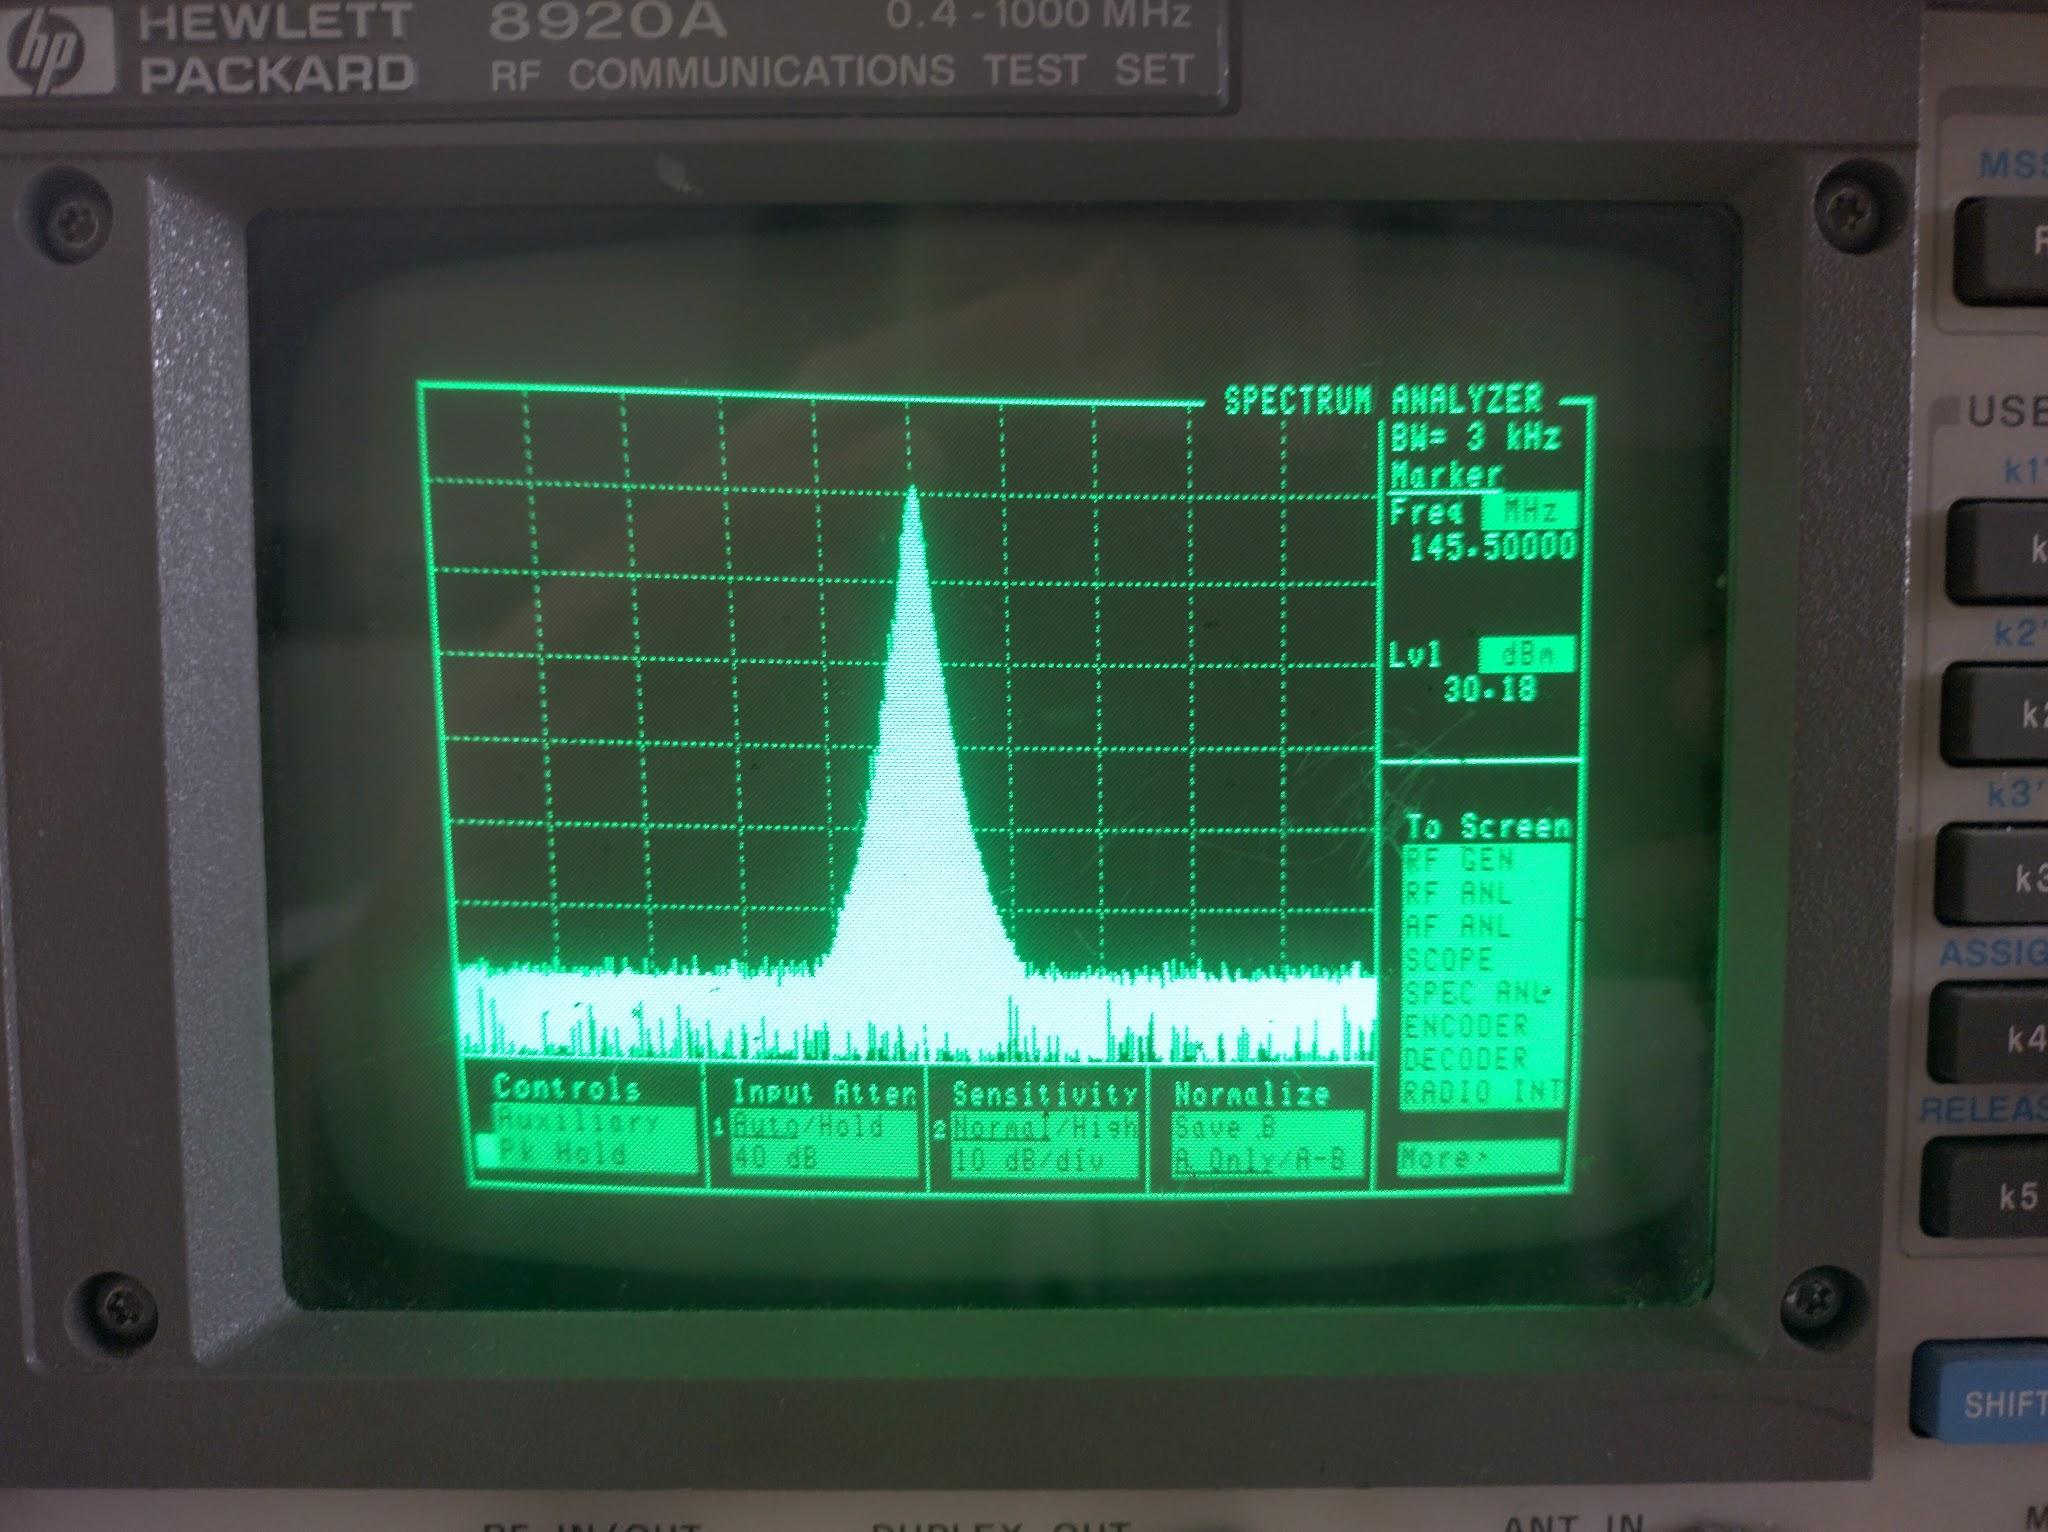 hp HEWLETT PACKARD 8920A 0.4 - 1000 MHz
RF COMMUNICATIONS TEST SET
SPECTRUM ANALYZER
BW= 3 kHz
Marker
Freq MHz
145.50000
Lvl dBm
30.18
To Screen
RF GEN
RF ANL
AF ANL
SCOPE
SPEC ANL
ENCODER
DECODER
RADIO INT
More
Controls
Auxiliary
Pk Hold
Input Atten
1 Auto/Hold
40 dB
Sensitivity
2 Normal/High
10 dB/div
Normalize
Save B
A Only/A-B
USE
k1'
k2'
k2
k3'
k3
ASSIG
k4
RELEAS
k5
SHIFT
DUPLEX OUT
ANT IN